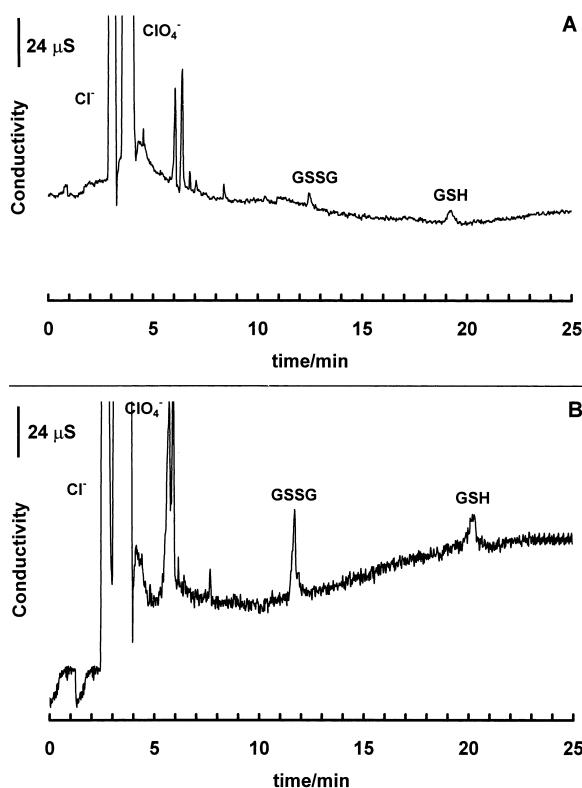 A
24 μS
ClO₄⁻
Cl⁻
Conductivity
GSSG
GSH
0 5 10 15 20 25
time/min
B
24 μS
ClO₄⁻
Cl⁻
Conductivity
GSSG
GSH
0 5 10 15 20 25
time/min